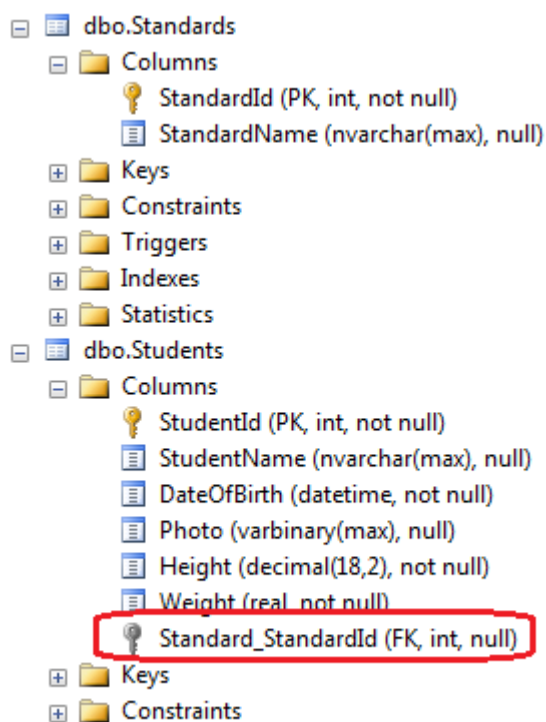 dbo.Standards
Columns
StandardId (PK, int, not null)
StandardName (nvarchar(max), null)
Keys
Constraints
Triggers
Indexes
Statistics
dbo.Students
Columns
StudentId (PK, int, not null)
StudentName (nvarchar(max), null)
DateOfBirth (datetime, not null)
Photo (varbinary(max), null)
Height (decimal(18,2), not null)
Weight (real, not null)
Standard_StandardId (FK, int, null)
Keys
Constraints